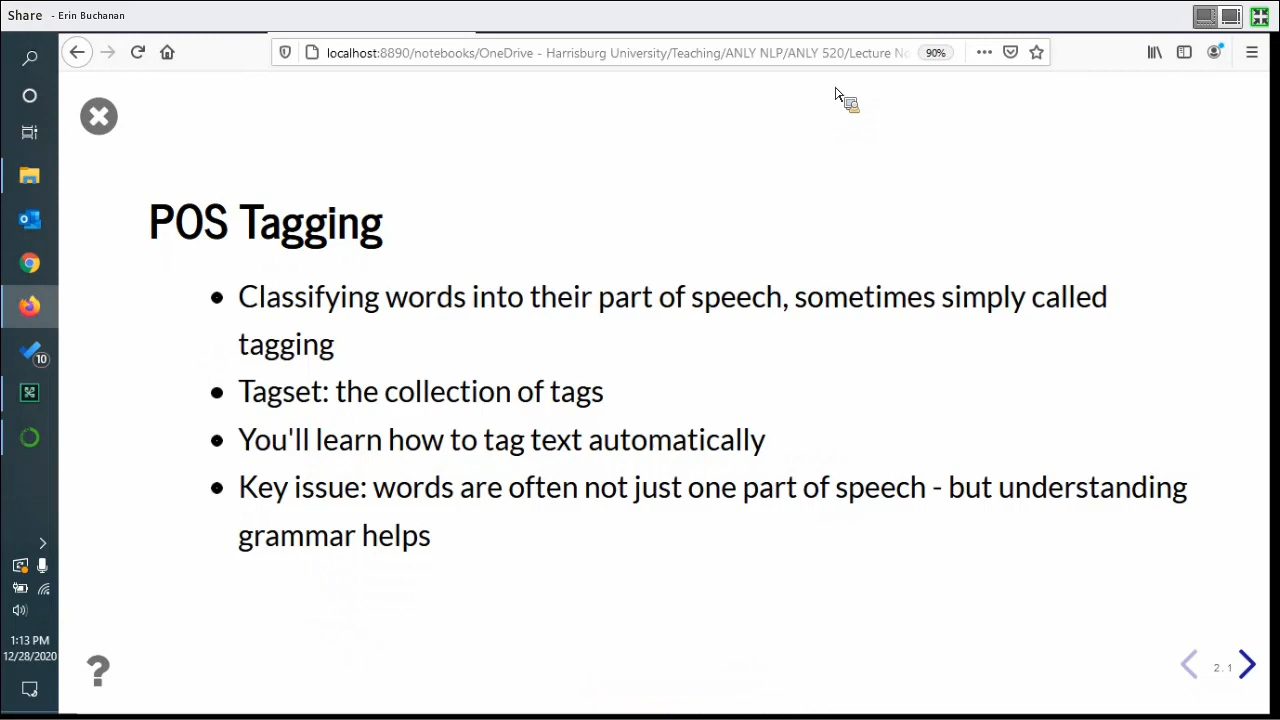 Share - Erin Buchanan
localhost:8890/notebooks/OneDrive - Harrisburg University/Teaching/ANLY NLP/ANLY 520/Lecture No
90%
POS Tagging
Classifying words into their part of speech, sometimes simply called
tagging
Tagset: the collection of tags
You'll learn how to tag text automatically
Key issue: words are often not just one part of speech - but understanding
grammar helps
10
1:13 PM
12/28/2020
?
2.1